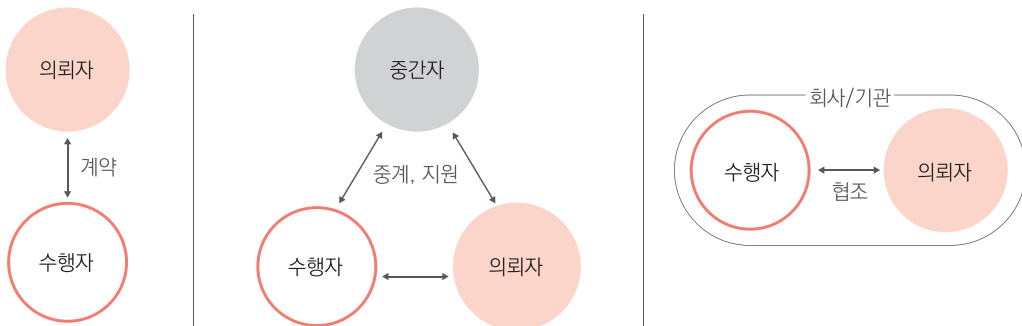 의뢰자
계약
수행자
중간자
중계, 지원
수행자
의뢰자
회사/기관
수행자
협조
의뢰자